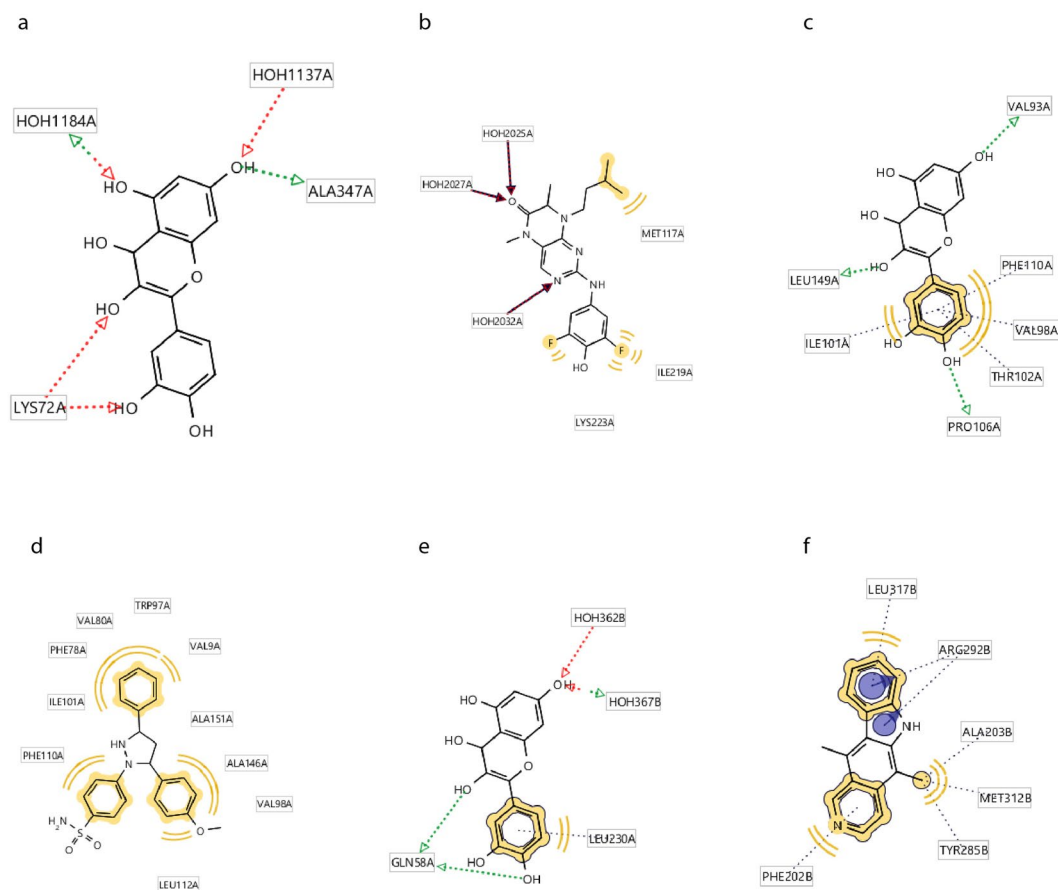 a
b
c
HOH1137A
HOH1184A
OH
HO
ALA347A
HO
O
HO
LYS72A
HO
OH
HOH2025A
HOH2027A
O
N
N
MET117A
N
N
N
NH
HOH2032A
F
F
HO
ILE219A
LYS223A
VAL93A
OH
HO
HO
O
LEU149A
HO
PHE110A
ILE101A
VAL98A
HO
OH
THR102A
PRO106A
d
e
f
TRP97A
VAL80A
PHE78A
VAL9A
ILE101A
ALA151A
HN
N
PHE110A
ALA146A
VAL98A
H2N
S
O
O
O
LEU112A
HOH362B
OH
HO
HOH367B
HO
O
HO
LEU230A
GLN58A
HO
OH
LEU317B
ARG292B
NH
ALA203B
MET312B
N
TYR285B
PHE202B